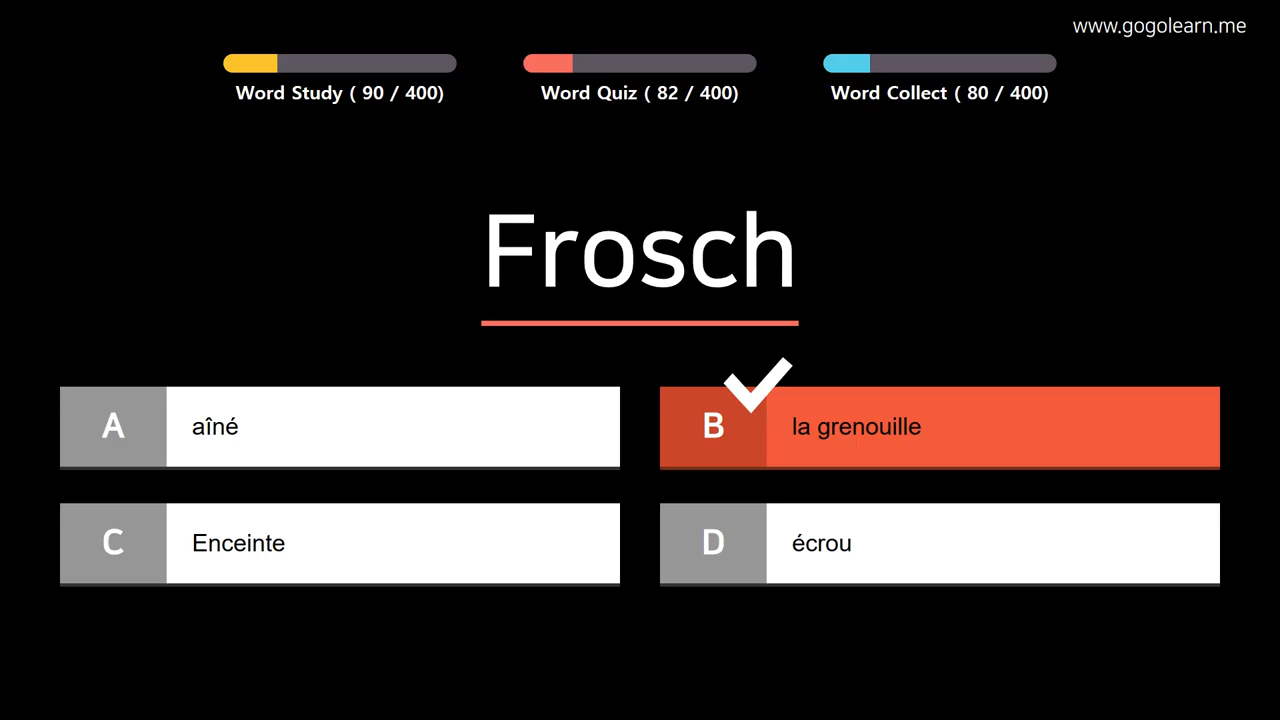 www.gogolearn.me
Word Study ( 90 / 400)
Word Quiz ( 82 / 400)
Word Collect ( 80 / 400)
Frosch
A aîné
B la grenouille
C Enceinte
D écrou